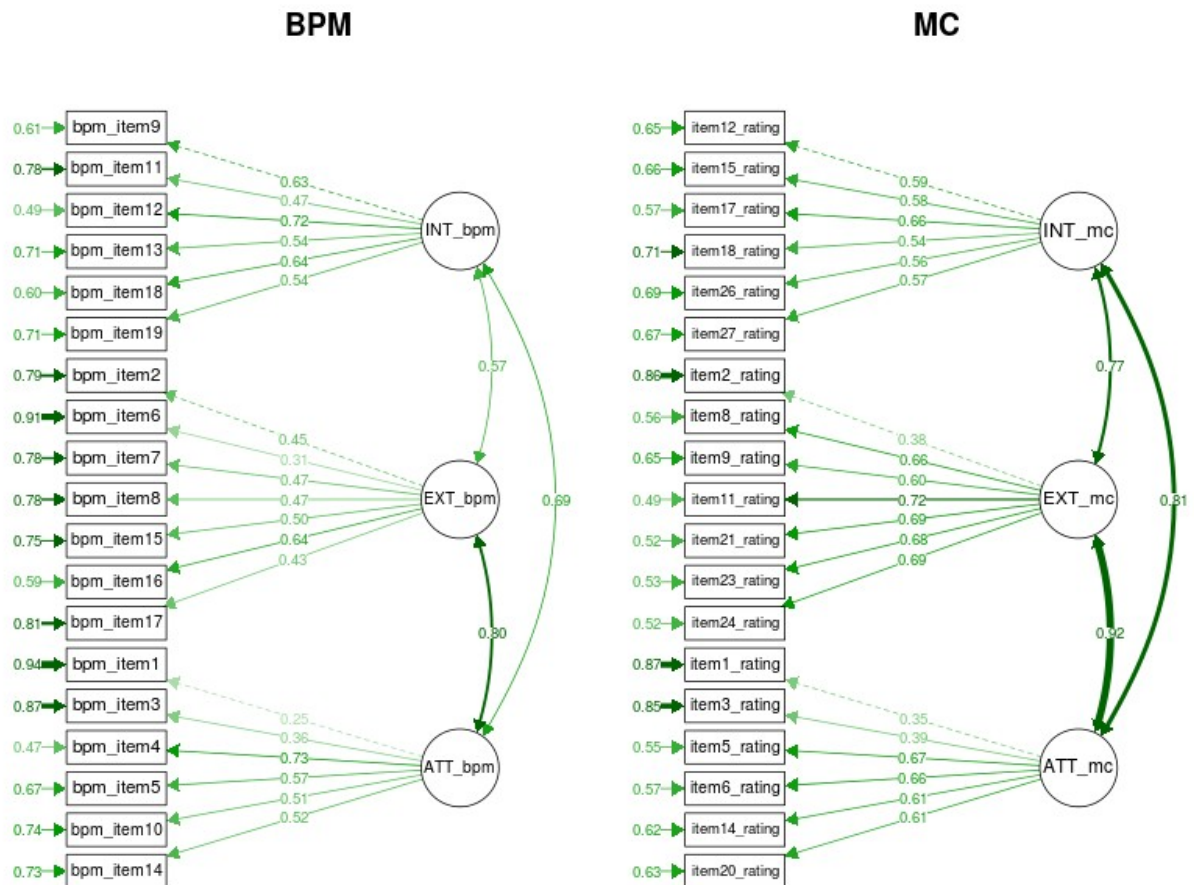 BPM
0.61 bpm_item9
0.78 bpm_item11
0.49 bpm_item12
0.71 bpm_item13
0.60 bpm_item18
0.71 bpm_item19
0.79 bpm_item2
0.91 bpm_item6
0.78 bpm_item7
0.78 bpm_item8
0.75 bpm_item15
0.59 bpm_item16
0.81 bpm_item17
0.94 bpm_item1
0.87 bpm_item3
0.47 bpm_item4
0.67 bpm_item5
0.74 bpm_item10
0.73 bpm_item14
0.63
0.47
0.72
0.54
0.64
0.54
0.45
0.31
0.47
0.47
0.50
0.64
0.43
0.25
0.36
0.73
0.57
0.51
0.52
INT_bpm
EXT_bpm
ATT_bpm
0.57
0.69
0.80
MC
0.65 item12_rating
0.66 item15_rating
0.57 item17_rating
0.71 item18_rating
0.69 item26_rating
0.67 item27_rating
0.86 item2_rating
0.56 item8_rating
0.65 item9_rating
0.49 item11_rating
0.52 item21_rating
0.53 item23_rating
0.52 item24_rating
0.87 item1_rating
0.85 item3_rating
0.55 item5_rating
0.57 item6_rating
0.62 item14_rating
0.63 item20_rating
0.59
0.58
0.66
0.54
0.56
0.57
0.38
0.66
0.60
0.72
0.69
0.68
0.69
0.35
0.39
0.67
0.66
0.61
0.61
INT_mc
EXT_mc
ATT_mc
0.77
0.81
0.92